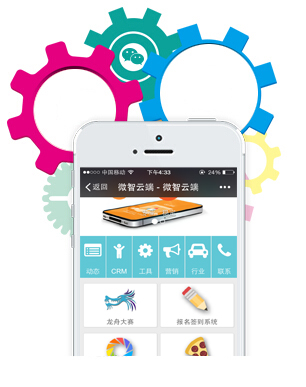 中国移动 下午4:33 24%
返回 微智云端 - 微智云端
动态 CRM 工具 营销 行业 联系
龙舟大赛 报名签到系统